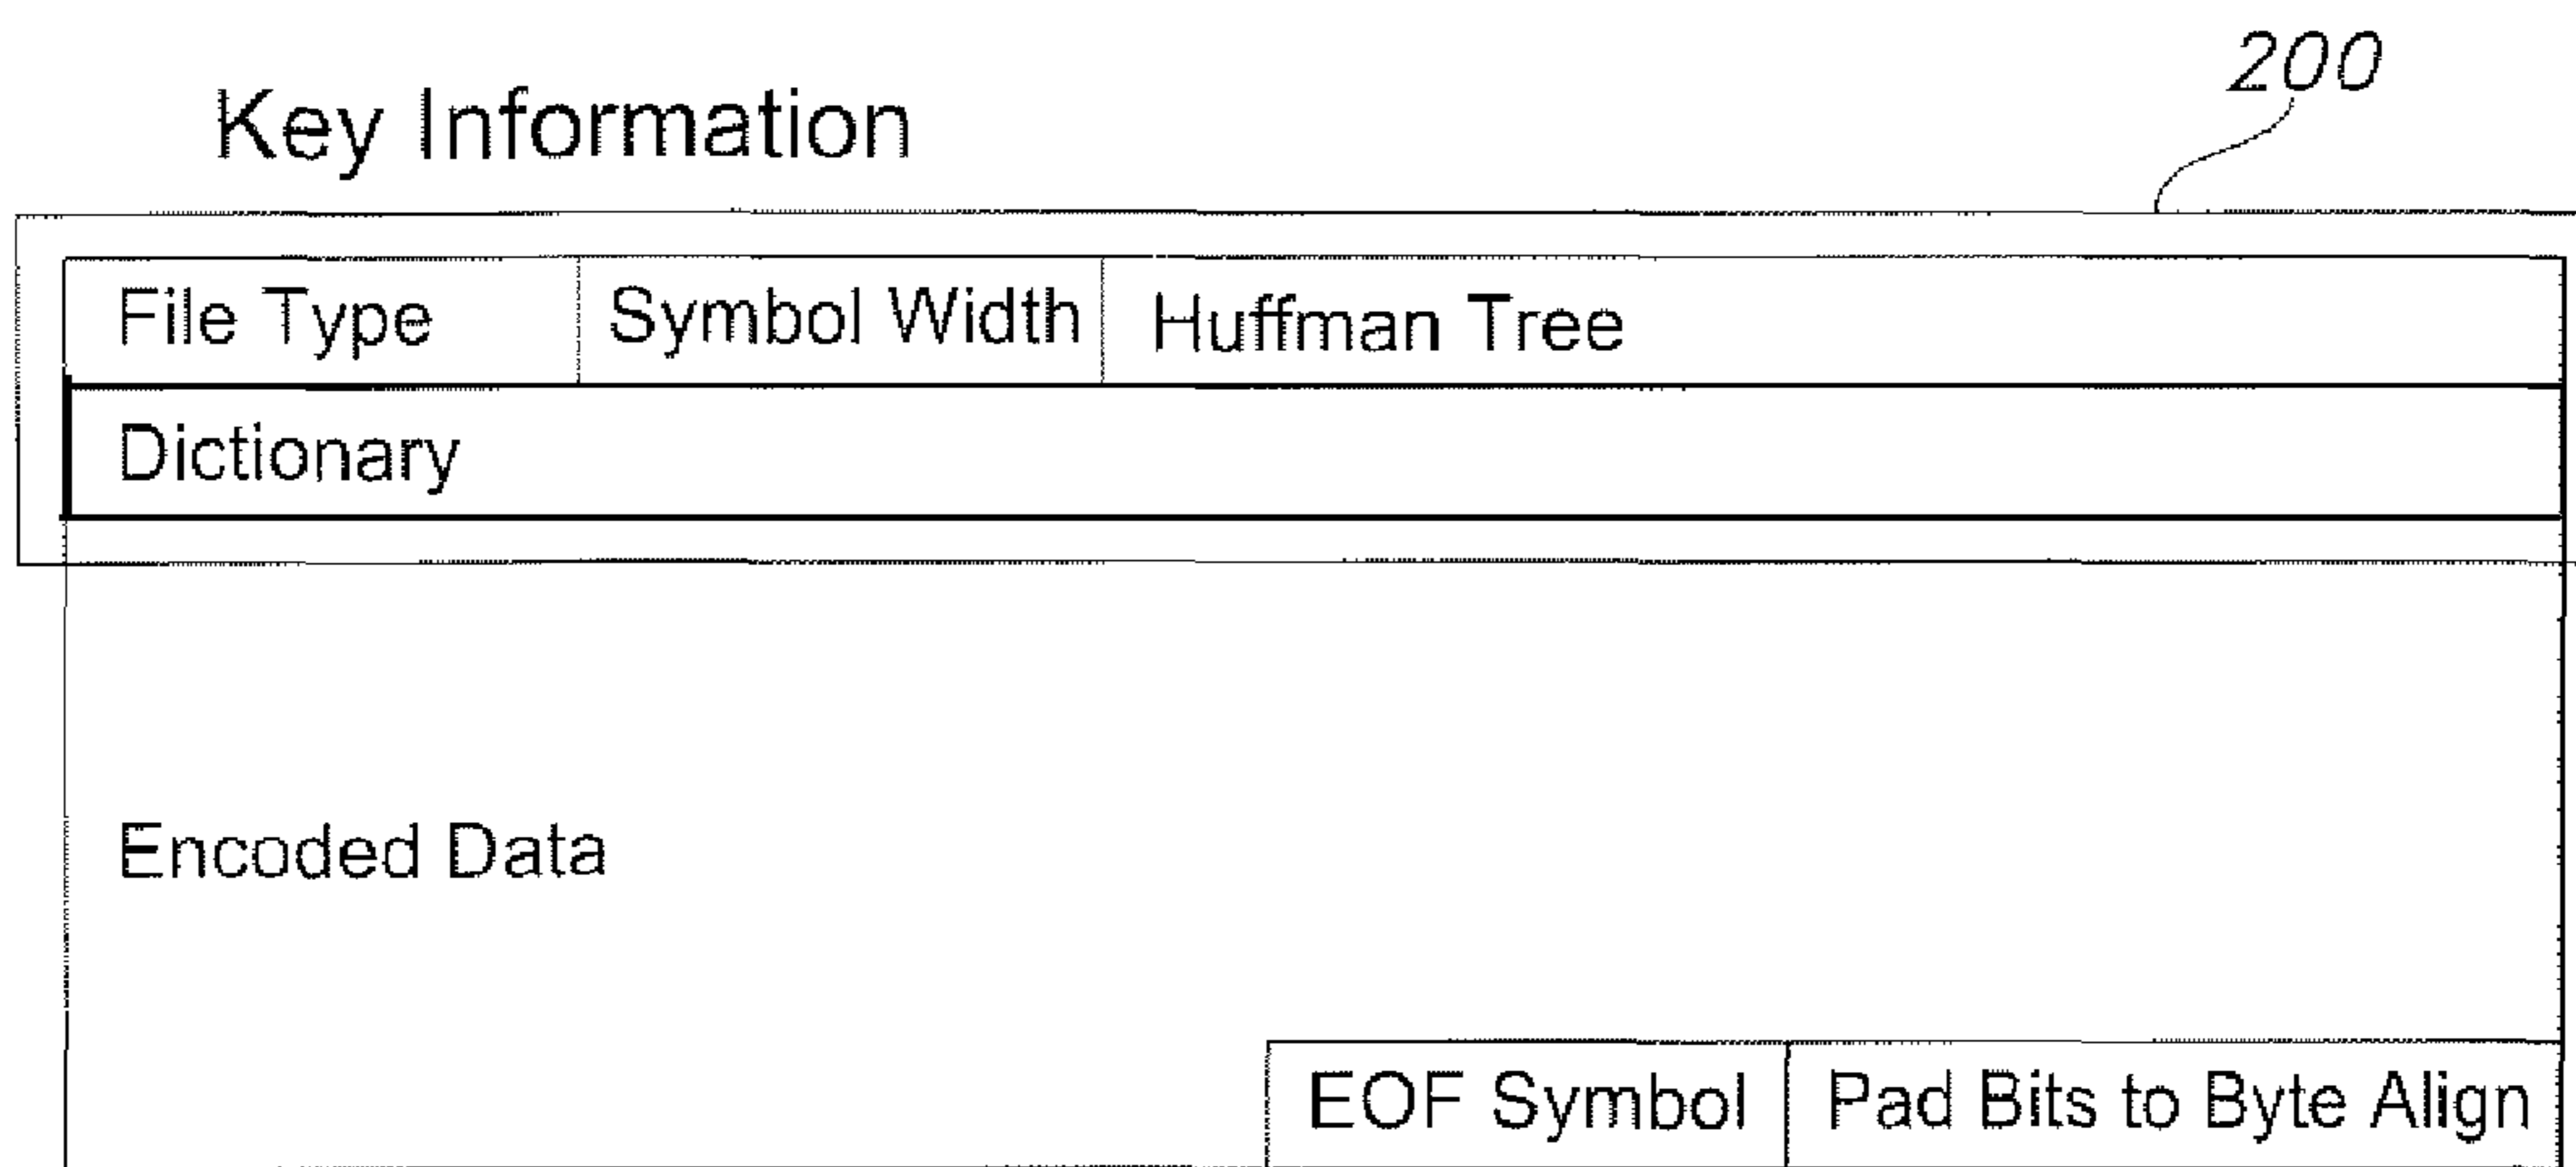 200
Key Information
File Type Symbol Width Huffman Tree
Dictionary
Encoded Data
EOF Symbol Pad Bits to Byte Align